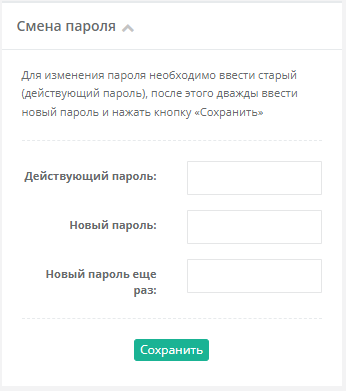 Смена пароля
Для изменения пароля необходимо ввести старый
(действующий пароль), после этого дважды ввести
новый пароль и нажать кнопку «Сохранить»
Действующий пароль:
Новый пароль:
Новый пароль еще
раз:
Сохранить